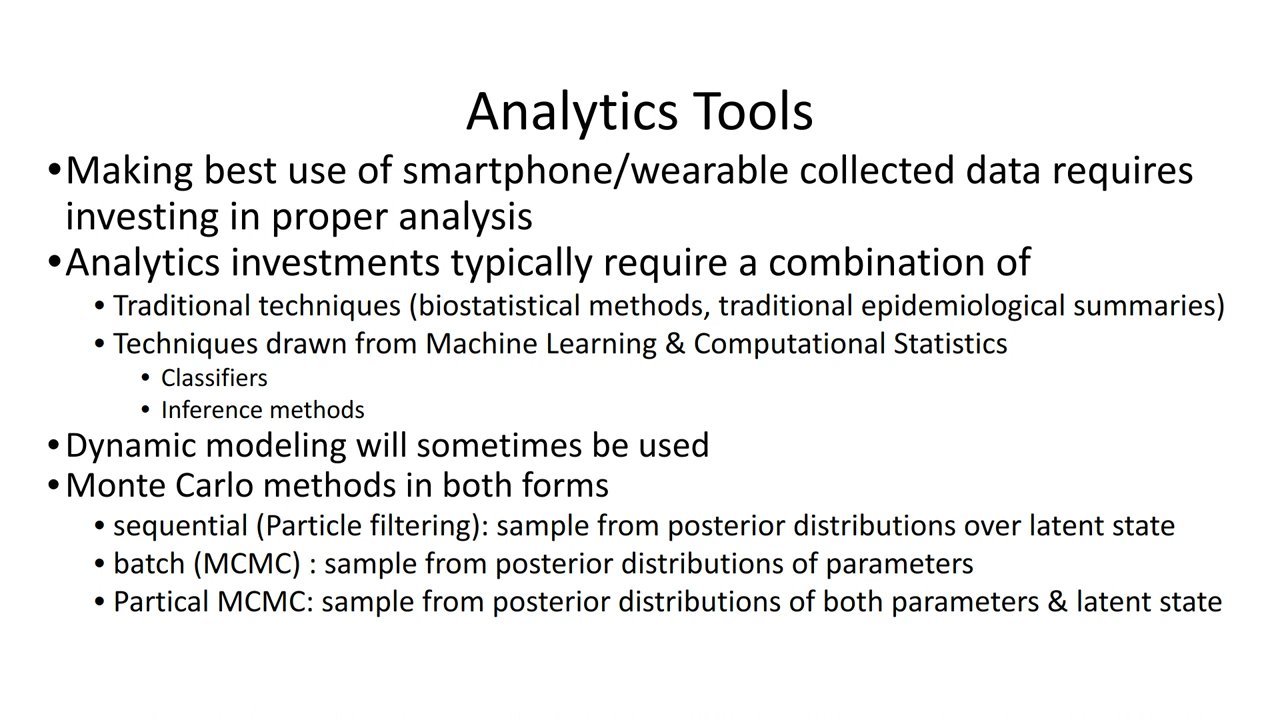 Analytics Tools
•Making best use of smartphone/wearable collected data requires
investing in proper analysis
•Analytics investments typically require a combination of
• Traditional techniques (biostatistical methods, traditional epidemiological summaries)
• Techniques drawn from Machine Learning & Computational Statistics
• Classifiers
• Inference methods
•Dynamic modeling will sometimes be used
•Monte Carlo methods in both forms
• sequential (Particle filtering): sample from posterior distributions over latent state
• batch (MCMC) : sample from posterior distributions of parameters
• Partical MCMC: sample from posterior distributions of both parameters & latent state